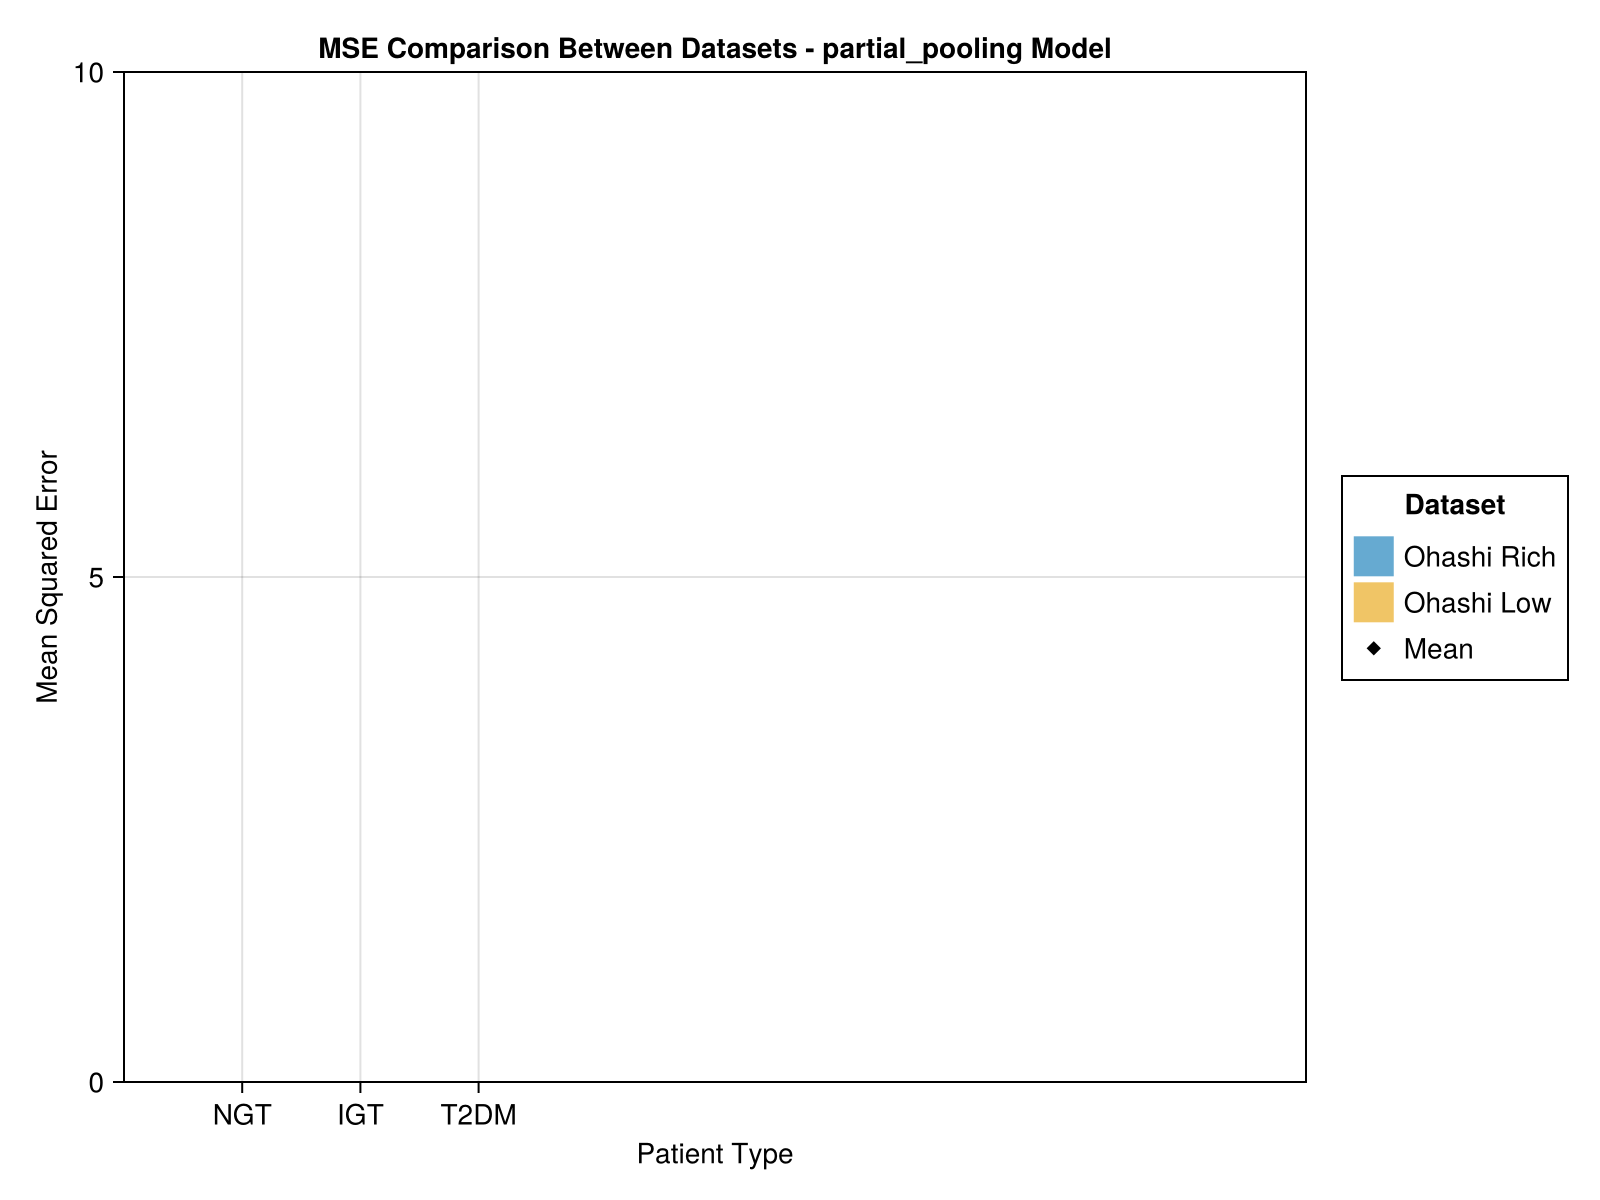 MSE Comparison Between Datasets - partial_pooling Model
10
5
0
Mean Squared Error
NGT IGT T2DM
Patient Type
Dataset
Ohashi Rich
Ohashi Low
Mean